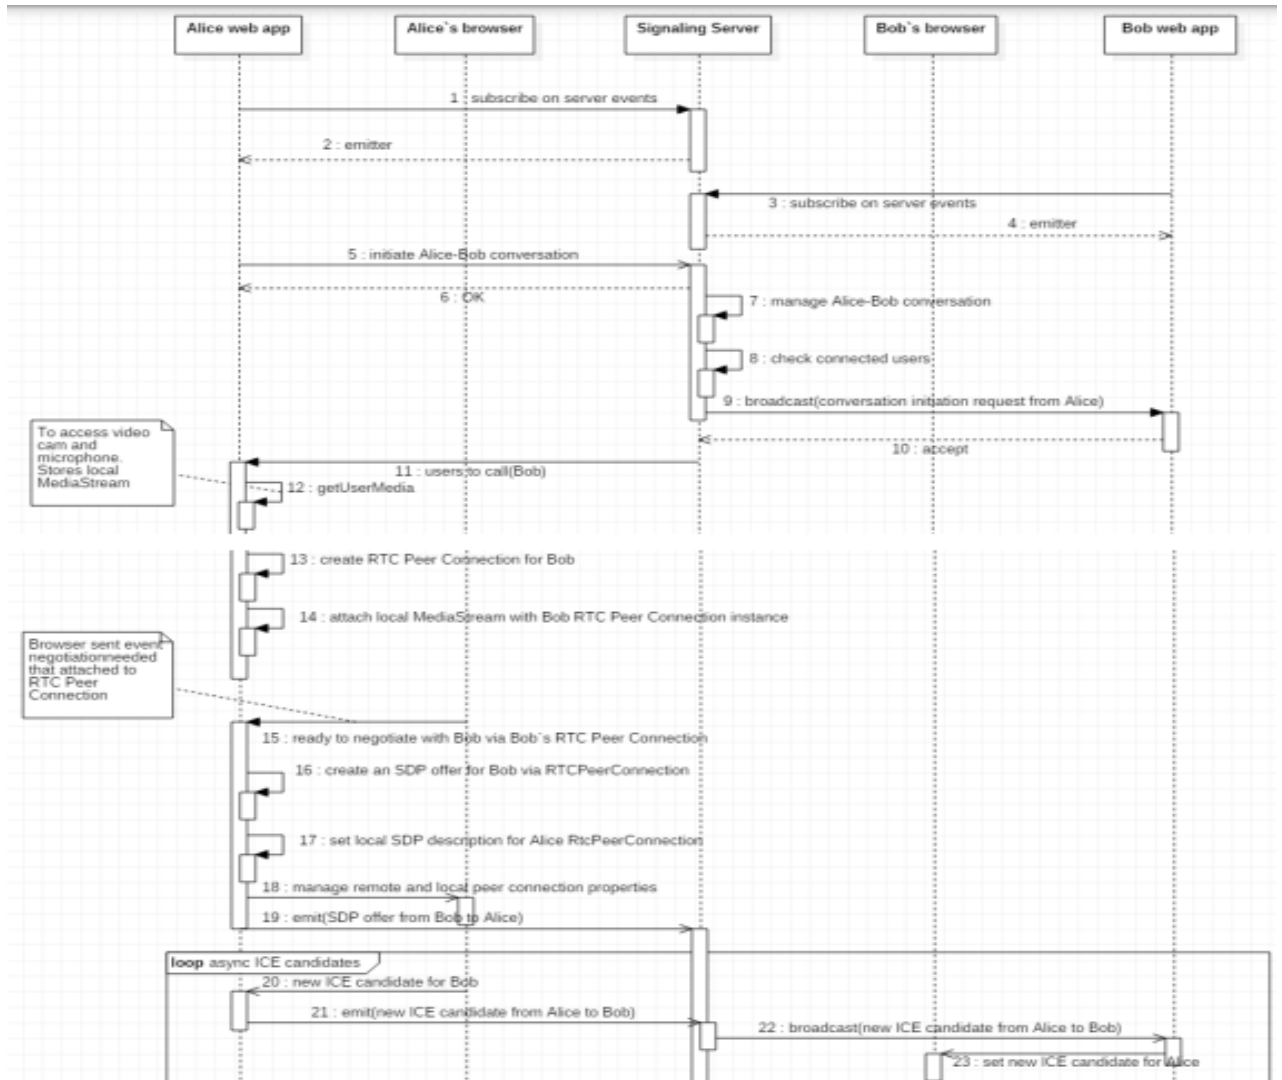 Alice web app
Alice`s browser
Signaling Server
Bob`s browser
Bob web app
1 : subscribe on server events
2 : emitter
3 : subscribe on server events
4 : emitter
5 : initiate Alice-Bob conversation
6 : OK
7 : manage Alice-Bob conversation
8 : check connected users
9 : broadcast(conversation initiation request from Alice)
10 : accept
To access video
cam and
microphone.
Stores local
MediaStream
11 : users to call(Bob)
12 : getUserMedia
13 : create RTC Peer Connection for Bob
14 : attach local MediaStream with Bob RTC Peer Connection instance
Browser sent event
negotiationneeded
that attached to
RTC Peer
Connection
15 : ready to negotiate with Bob via Bob`s RTC Peer Connection
16 : create an SDP offer for Bob via RTCPeerConnection
17 : set local SDP description for Alice RtcPeerConnection
18 : manage remote and local peer connection properties
19 : emit(SDP offer from Bob to Alice)
loop async ICE candidates
20 : new ICE candidate for Bob
21 : emit(new ICE candidate from Alice to Bob)
22 : broadcast(new ICE candidate from Alice to Bob)
23 : set new ICE candidate for Alice